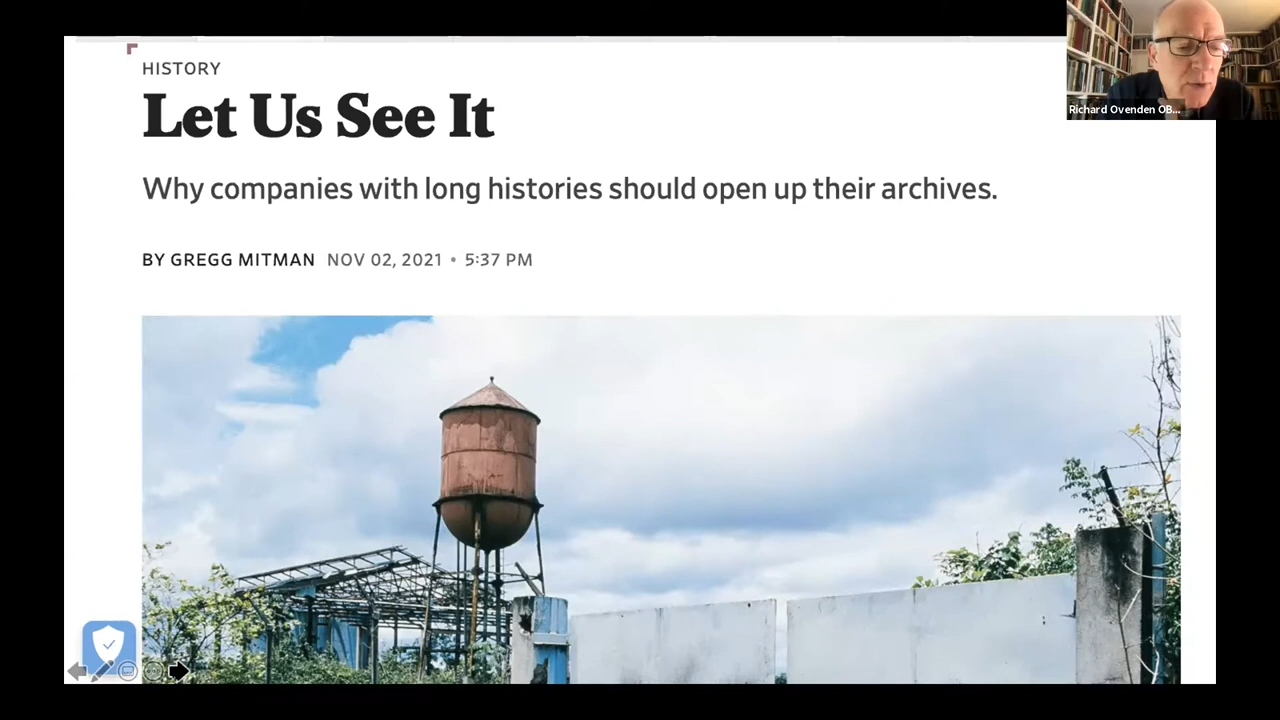 HISTORY
Let Us See It
Why companies with long histories should open up their archives.
BY GREGG MITMAN NOV 02, 2021 • 5:37 PM
Richard Ovenden OB...